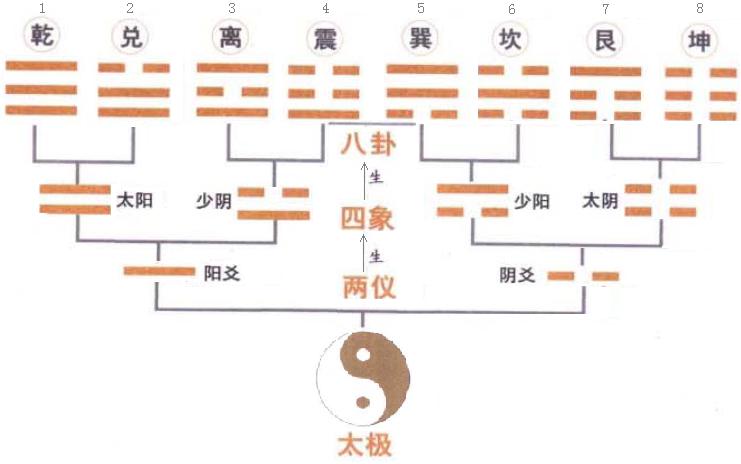 1 2 3 4 5 6 7 8
乾 兑 离 震 巽 坎 艮 坤
八卦
生
太阳 少阴 少阳 太阴
四象
生
阳爻 阴爻
两仪
太极